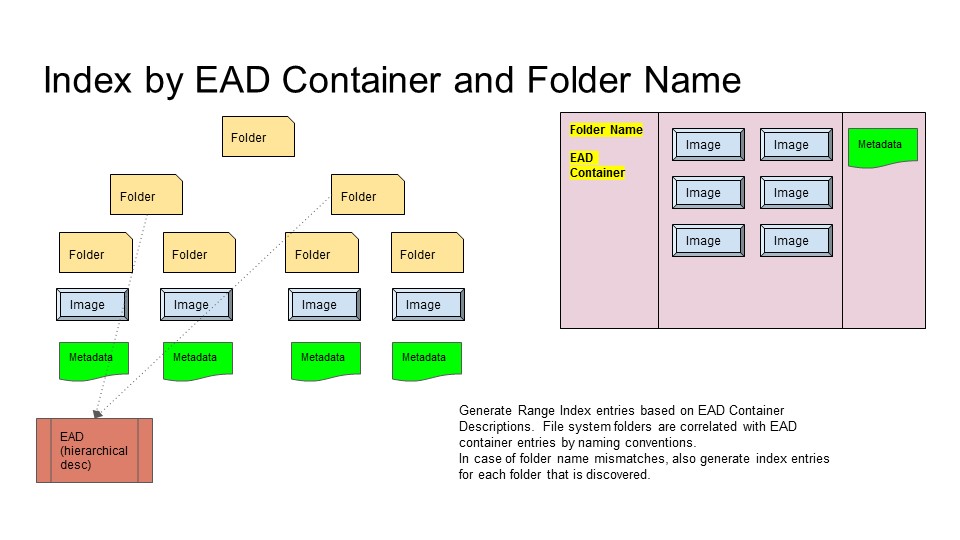 Index by EAD Container and Folder Name
Folder
Folder
Folder
Folder
Folder
Folder
Folder
Image
Image
Image
Image
Metadata
Metadata
Metadata
Metadata
EAD
(hierarchical
desc)
Folder Name
EAD
Container
Image
Image
Image
Image
Image
Image
Metadata
Generate Range Index entries based on EAD Container
Descriptions.  File system folders are correlated with EAD
container entries by naming conventions.
In case of folder name mismatches, also generate index entries
for each folder that is discovered.